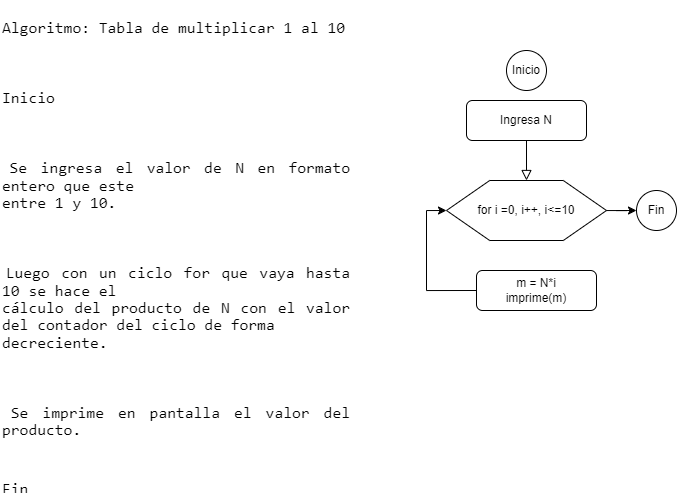 Algoritmo: Tabla de multiplicar 1 al 10
Inicio
Se ingresa el valor de N en formato
entero que este
entre 1 y 10.
Luego con un ciclo for que vaya hasta
10 se hace el
cálculo del producto de N con el valor
del contador del ciclo de forma
decreciente.
Se imprime en pantalla el valor del
producto.
Fin
Inicio
Ingresa N
for i =0, i++, i<=10
Fin
m = N*i
imprime(m)